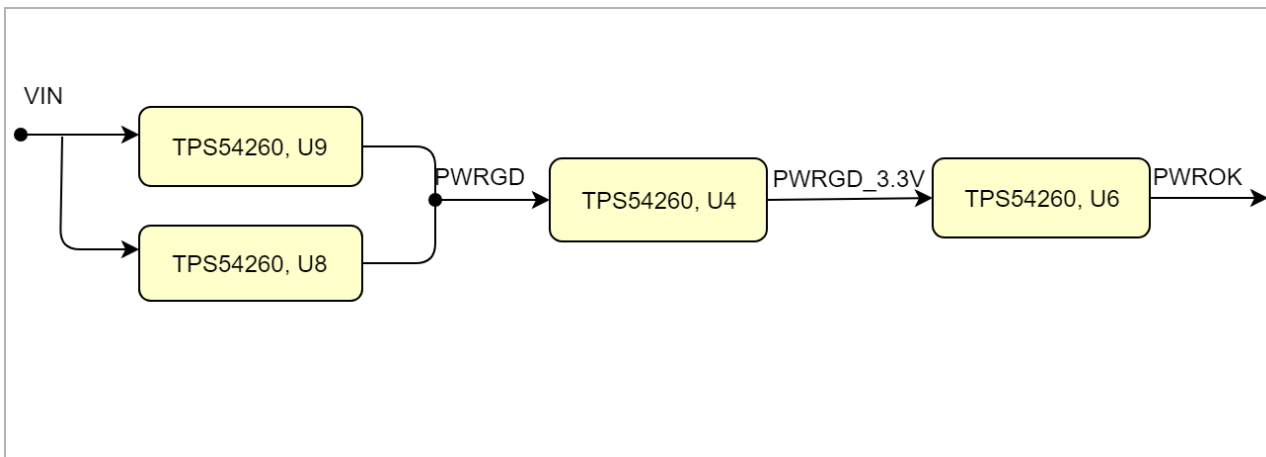 VIN
TPS54260, U9
PWRGD
TPS54260, U4
PWRGD_3.3V
TPS54260, U6
PWROK
TPS54260, U8